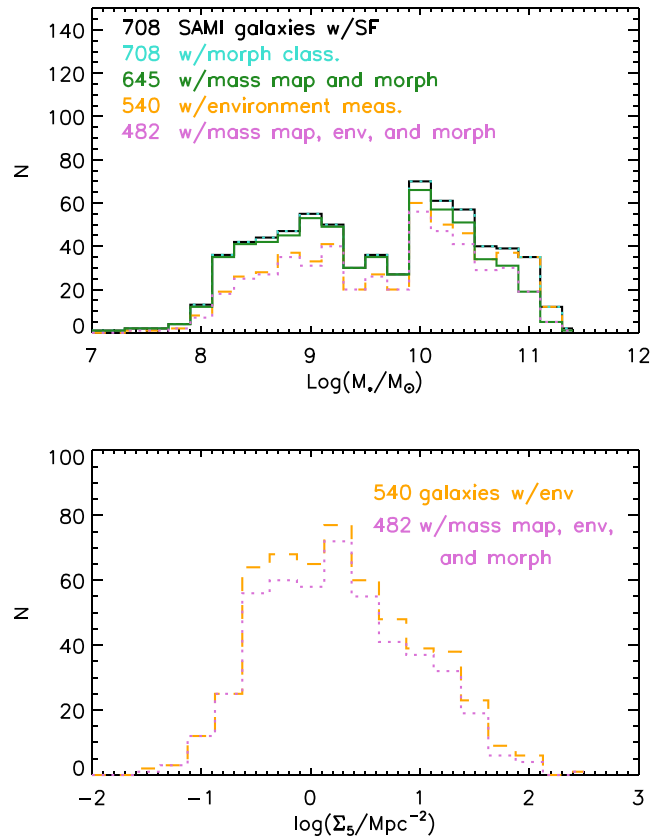 150
708 SAMI galaxies w/SF
708 w/morph class.
645 w/mass map and morph
540 w/environment meas.
482 w/mass map, env, and morph
100
80
60
40
20
0
N
7 8 9 10 11 12
Log(M⁎/M⊙)
100
80
60
40
20
0
N
540 galaxies w/env
482 w/mass map, env,
and morph
-2 -1 0 1 2 3
log(Σ5/Mpc⁻²)